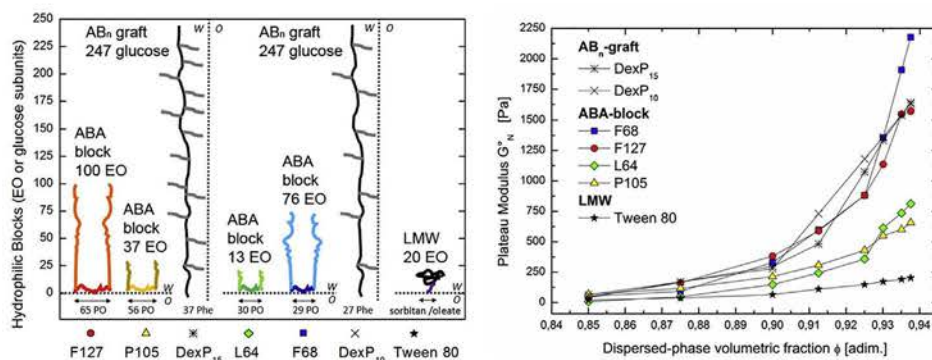 Hydrophilic Blocks (EO or glucose subunits)
250
225
200
175
150
125
100
75
50
25
0
ABn graft
247 glucose
W
O
ABA
block
100 EO
ABA
block
37 EO
ABn graft
247 glucose
W
O
ABA
block
13 EO
ABA
block
76 EO
LMW
20 EO
W
O
W
O
65 PO
56 PO
37 Phe
30 PO
29 PO
27 Phe
sorbitan /oleate
F127
P105
DexP15
L64
F68
DexP10
Tween 80
Plateau Modulus G°N [Pa]
2250
2000
1750
1500
1250
1000
750
500
250
0
ABn-graft
DexP15
DexP10
ABA-block
F68
F127
L64
P105
LMW
Tween 80
0,84
0,85
0,86
0,87
0,88
0,89
0,90
0,91
0,92
0,93
0,94
Dispersed-phase volumetric fraction ϕ [adim.]